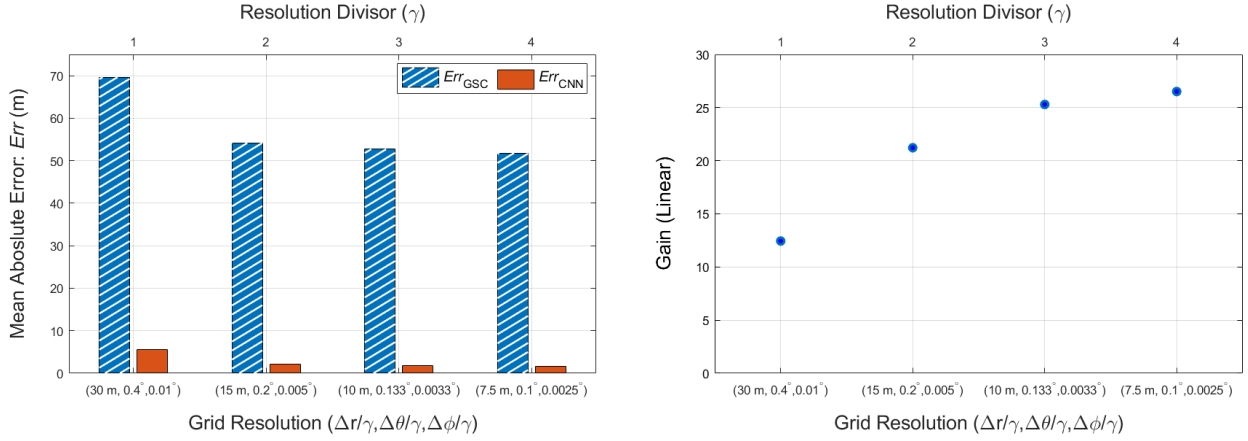 Resolution Divisor (γ)
1 2 3 4
Mean Aboslute Error: Err (m)
70
60
50
40
30
20
10
0
Err_GSC Err_CNN
(30 m, 0.4°,0.01°) (15 m, 0.2°,0.005°) (10 m, 0.133°,0.0033°) (7.5 m, 0.1°,0.0025°)
Grid Resolution (Δr/γ,Δθ/γ,Δϕ/γ)
Resolution Divisor (γ)
1 2 3 4
Gain (Linear)
30
25
20
15
10
5
0
(30 m, 0.4°,0.01°) (15 m, 0.2°,0.005°) (10 m, 0.133°,0.0033°) (7.5 m, 0.1°,0.0025°)
Grid Resolution (Δr/γ,Δθ/γ,Δϕ/γ)